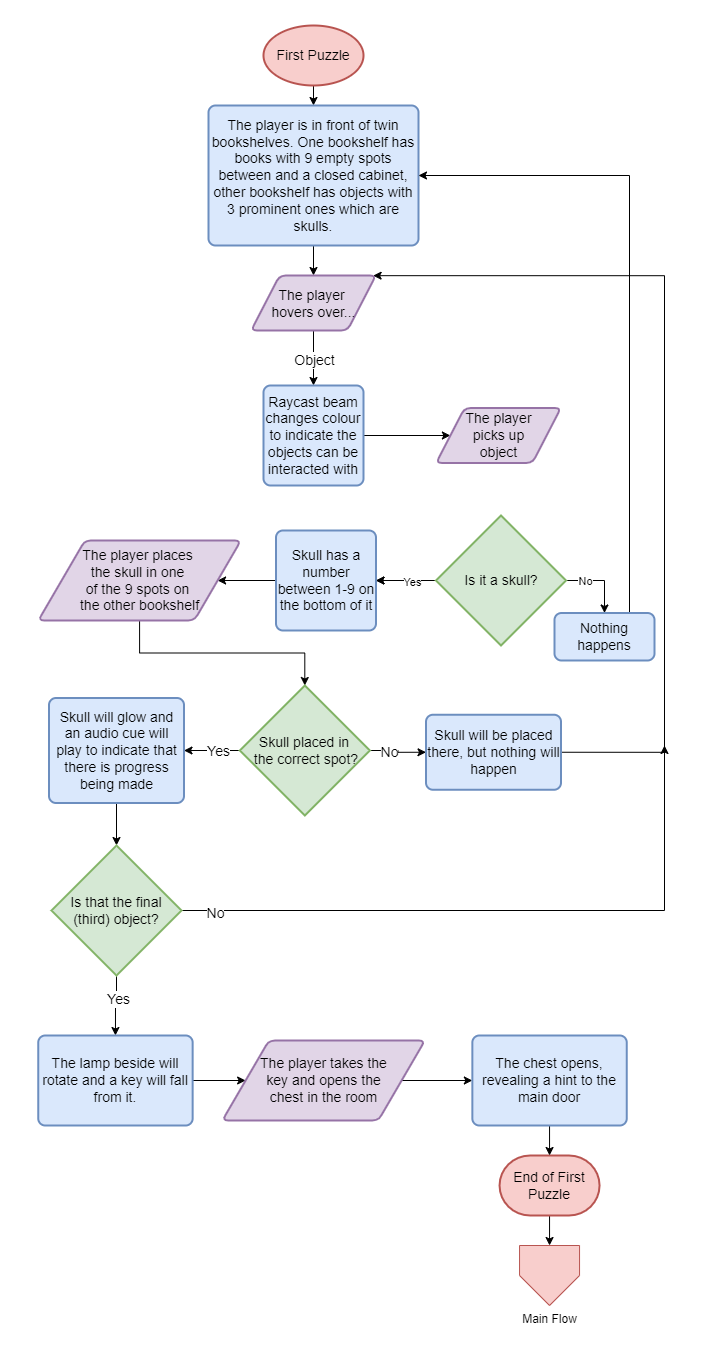 First Puzzle
The player is in front of twin
bookshelves. One bookshelf has
books with 9 empty spots
between and a closed cabinet,
other bookshelf has objects with
3 prominent ones which are
skulls.
The player
hovers over...
Object
Raycast beam
changes colour
to indicate the
objects can be
interacted with
The player
picks up
object
Is it a skull?
Yes
No
Skull has a
number
between 1-9 on
the bottom of it
Nothing
happens
The player places
the skull in one
of the 9 spots on
the other bookshelf
Skull placed in
the correct spot?
Yes
No
Skull will glow and
an audio cue will
play to indicate that
there is progress
being made
Skull will be placed
there, but nothing will
happen
Is that the final
(third) object?
No
Yes
The lamp beside will
rotate and a key will fall
from it.
The player takes the
key and opens the
chest in the room
The chest opens,
revealing a hint to the
main door
End of First
Puzzle
Main Flow